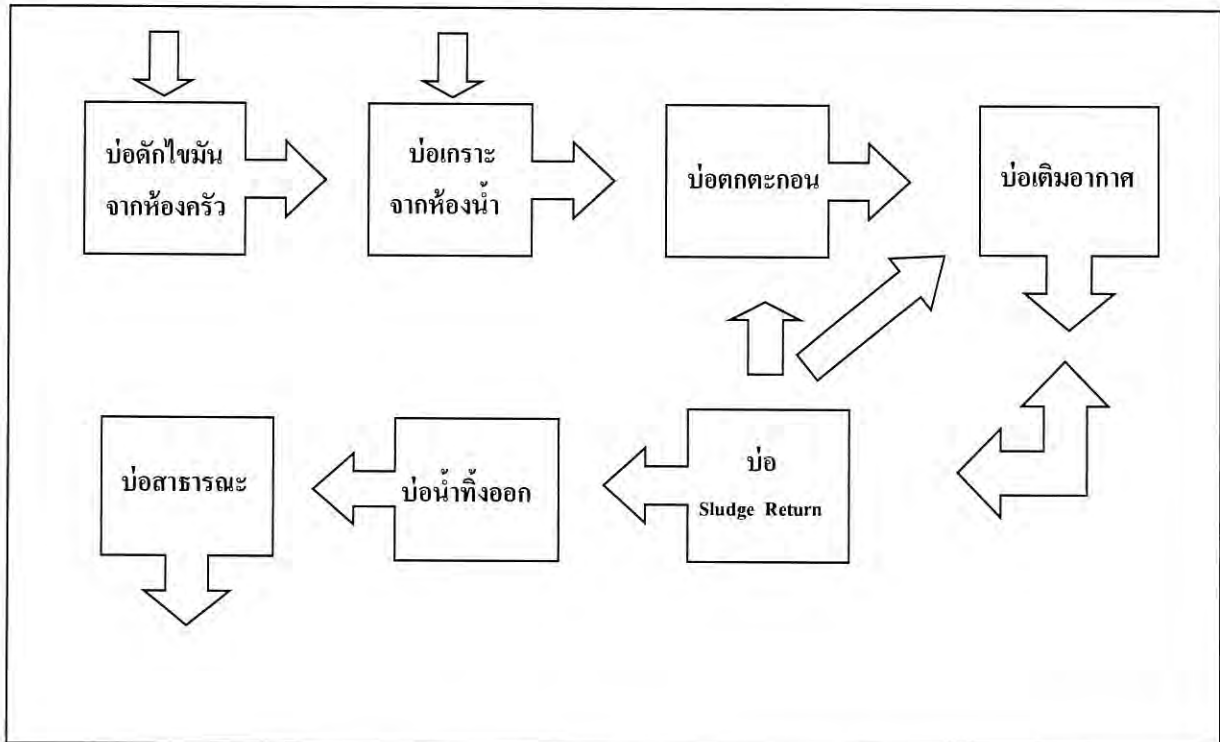 บ่อดักไขมัน
จากห้องครัว
บ่อเกราะ
จากห้องน้ำ
บ่อตกตะกอน
บ่อเติมอากาศ
บ่อสาธารณะ
บ่อน้ำทิ้งออก
บ่อ
Sludge Return